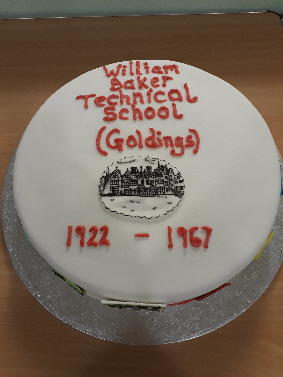 William
Baker
Technical
School
(Goldings)
1922 - 1967